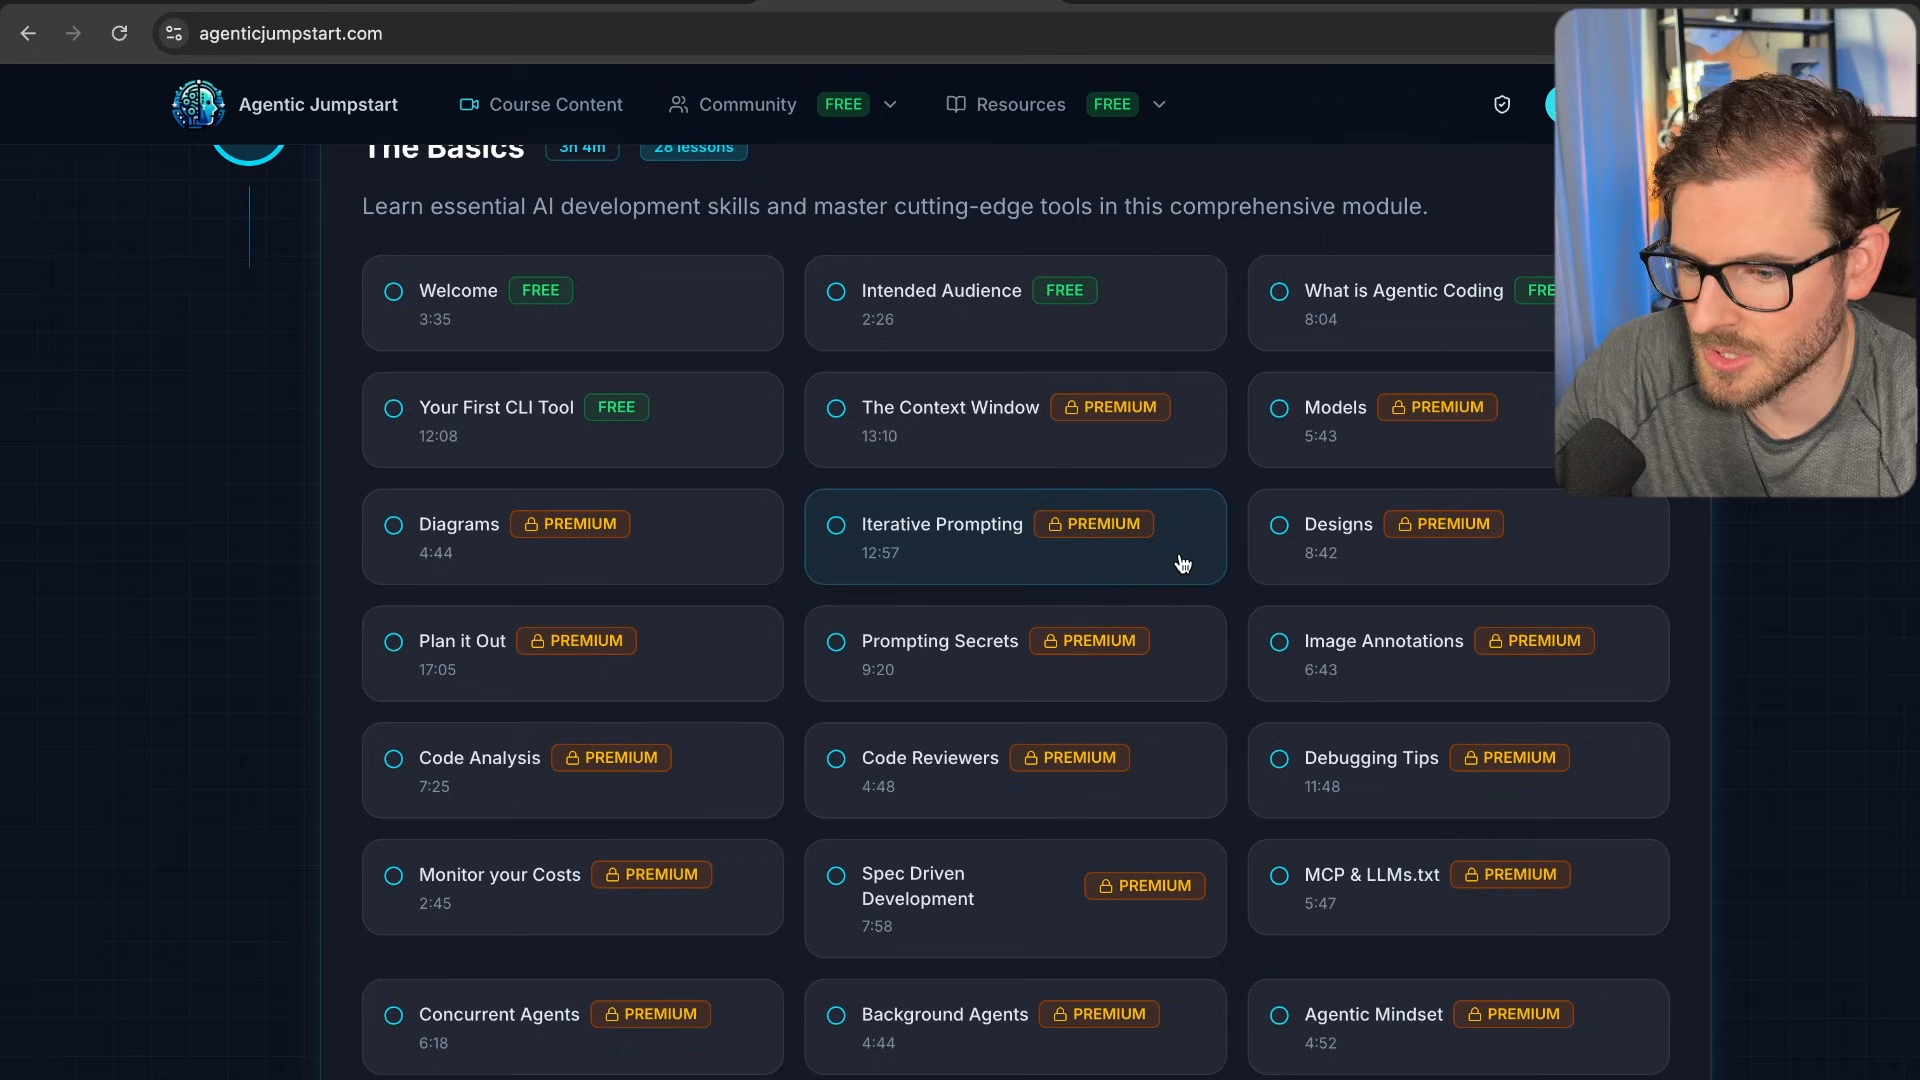 agenticjumpstart.com
Agentic Jumpstart
Course Content
Community FREE
Resources FREE
The Basics 3h 4m 28 lessons
Learn essential AI development skills and master cutting-edge tools in this comprehensive module.
Welcome FREE
3:35
Intended Audience FREE
2:26
What is Agentic Coding FRE
8:04
Your First CLI Tool FREE
12:08
The Context Window PREMIUM
13:10
Models PREMIUM
5:43
Diagrams PREMIUM
4:44
Iterative Prompting PREMIUM
12:57
Designs PREMIUM
8:42
Plan it Out PREMIUM
17:05
Prompting Secrets PREMIUM
9:20
Image Annotations PREMIUM
6:43
Code Analysis PREMIUM
7:25
Code Reviewers PREMIUM
4:48
Debugging Tips PREMIUM
11:48
Monitor your Costs PREMIUM
2:45
Spec Driven
Development PREMIUM
7:58
MCP & LLMs.txt PREMIUM
5:47
Concurrent Agents PREMIUM
6:18
Background Agents PREMIUM
4:44
Agentic Mindset PREMIUM
4:52